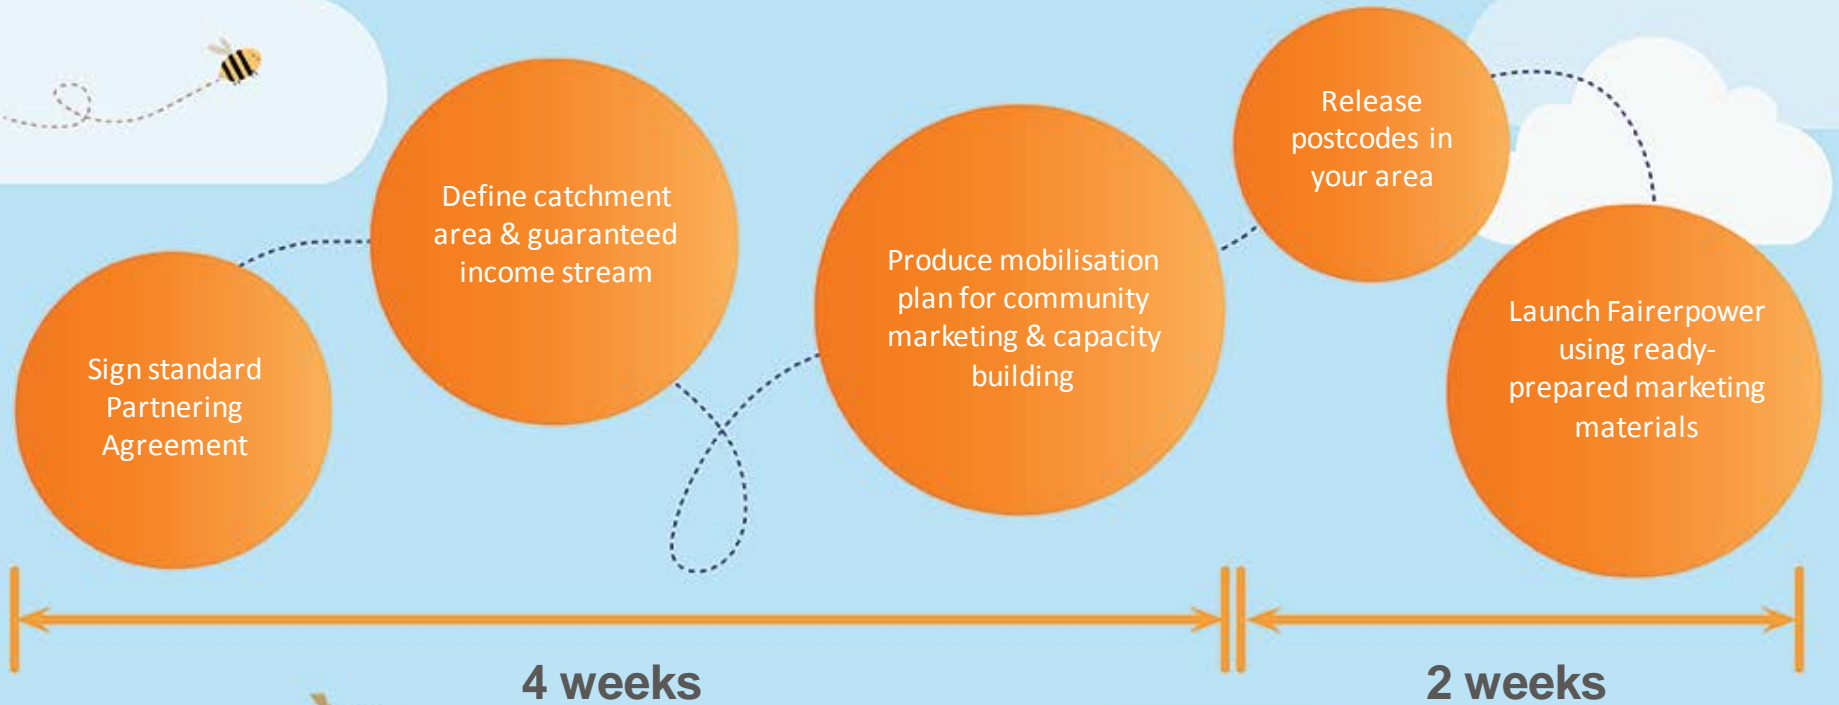 Sign standard
Partnering
Agreement
Define catchment
area & guaranteed
income stream
Produce mobilisation
plan for community
marketing & capacity
building
Release
postcodes in
your area
Launch Fairerpower
using ready-
prepared marketing
materials
4 weeks
2 weeks